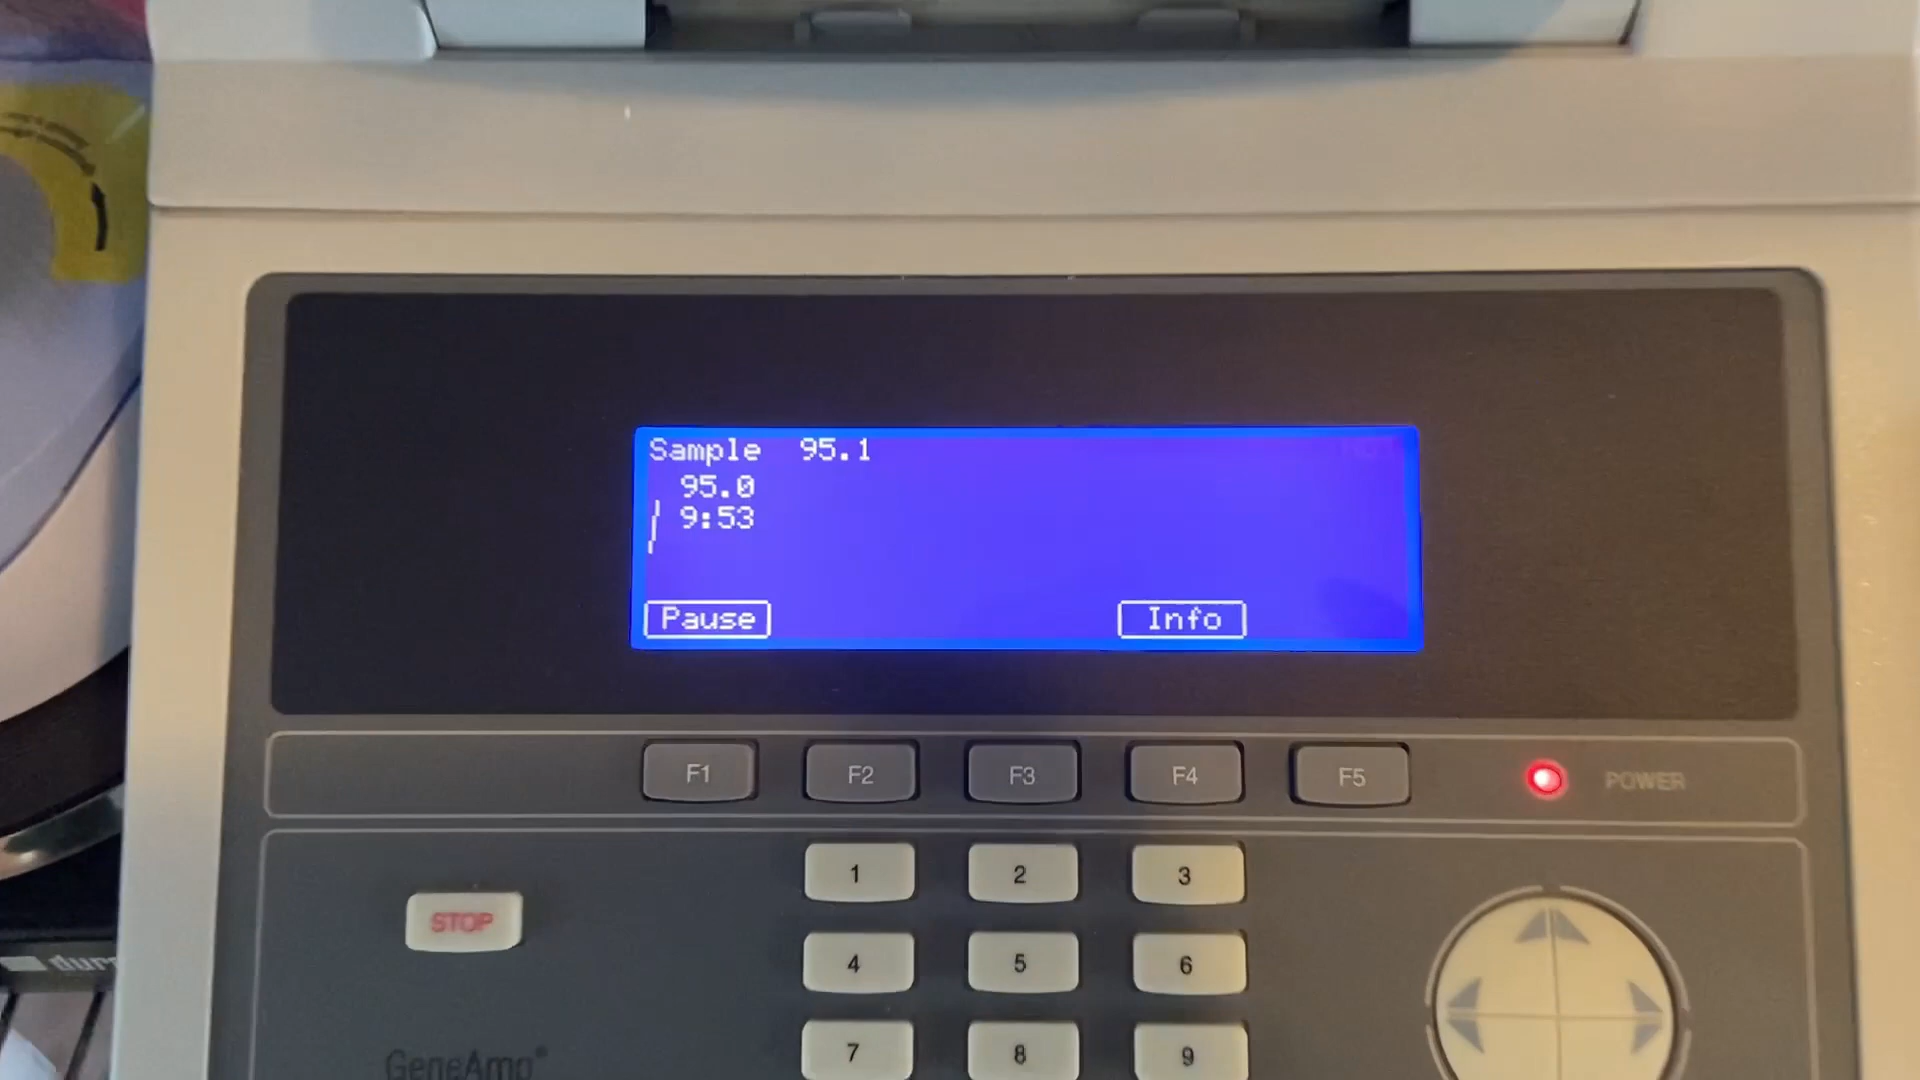 Sample 95.1
95.0
9:53
Pause Info
F1 F2 F3 F4 F5 POWER
1 2 3
STOP
4 5 6
7 8 9
GeneAmp®